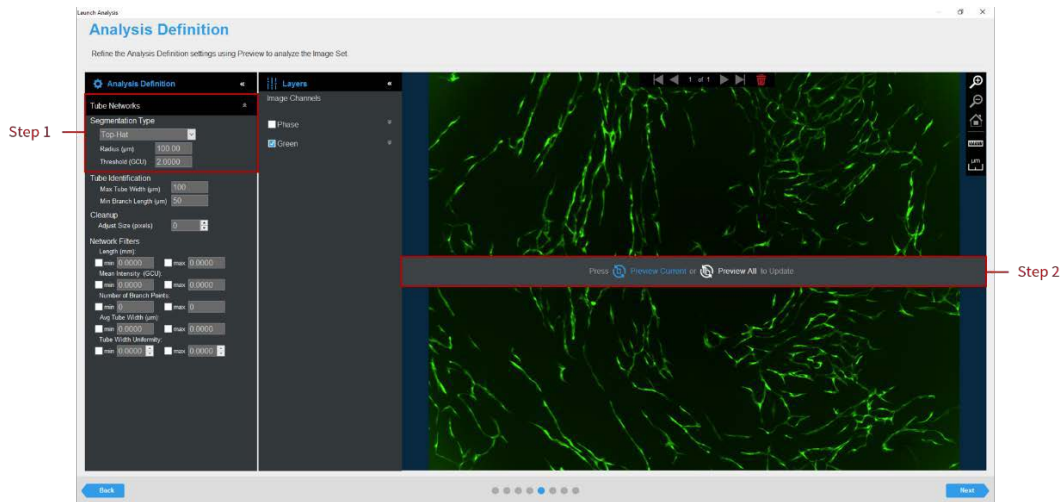 Launch Analysis
Analysis Definition
Refine the Analysis Definition settings using Preview to analyze the Image Set.
Analysis Definition «
Tube Networks
Segmentation Type
Top-Hat
Radius (µm) 100.00
Threshold (GCU) 2.0000
Tube Identification
Max Tube Width (µm) 100
Min Branch Length (µm) 50
Cleanup
Adjust Size (pixels) 0
Network Filters
Length (mm):
min 0.0000 max 0.0000
Mean Intensity (GCU):
min 0.0000 max 0.0000
Number of Branch Points:
min 0 max 0
Avg Tube Width (µm):
min 0.0000 max 0.0000
Tube Width Uniformity:
min 0.0000 max 0.0000
Layers «
Image Channels
Phase
Green
1 of 1
µm
Press Preview Current or Preview All to Update
Step 1
Step 2
Back
Next